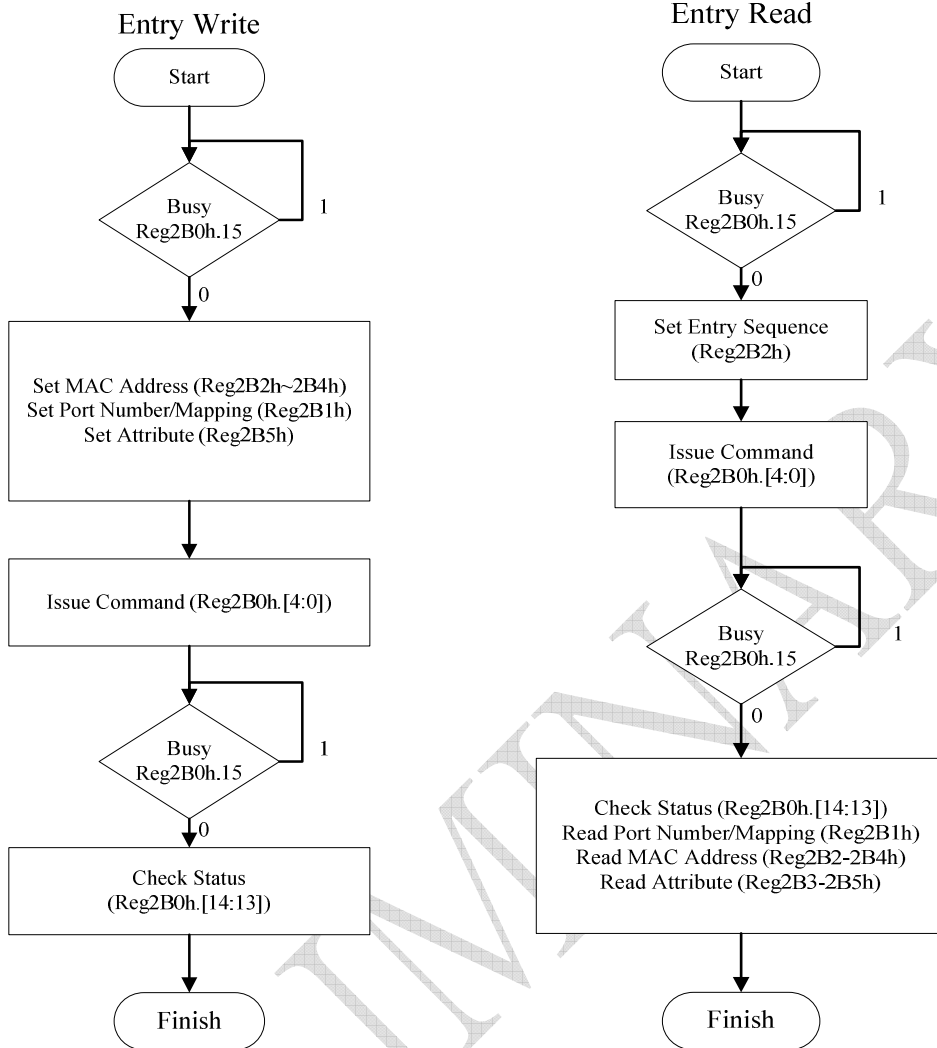 Entry Write
Start
Busy
Reg2B0h.15
1
0
Set MAC Address (Reg2B2h~2B4h)
Set Port Number/Mapping (Reg2B1h)
Set Attribute (Reg2B5h)
Issue Command (Reg2B0h.[4:0])
Busy
Reg2B0h.15
1
0
Check Status
(Reg2B0h.[14:13])
Finish
Entry Read
Start
Busy
Reg2B0h.15
1
0
Set Entry Sequence
(Reg2B2h)
Issue Command
(Reg2B0h.[4:0])
Busy
Reg2B0h.15
1
0
Check Status (Reg2B0h.[14:13])
Read Port Number/Mapping (Reg2B1h)
Read MAC Address (Reg2B2-2B4h)
Read Attribute (Reg2B3-2B5h)
Finish